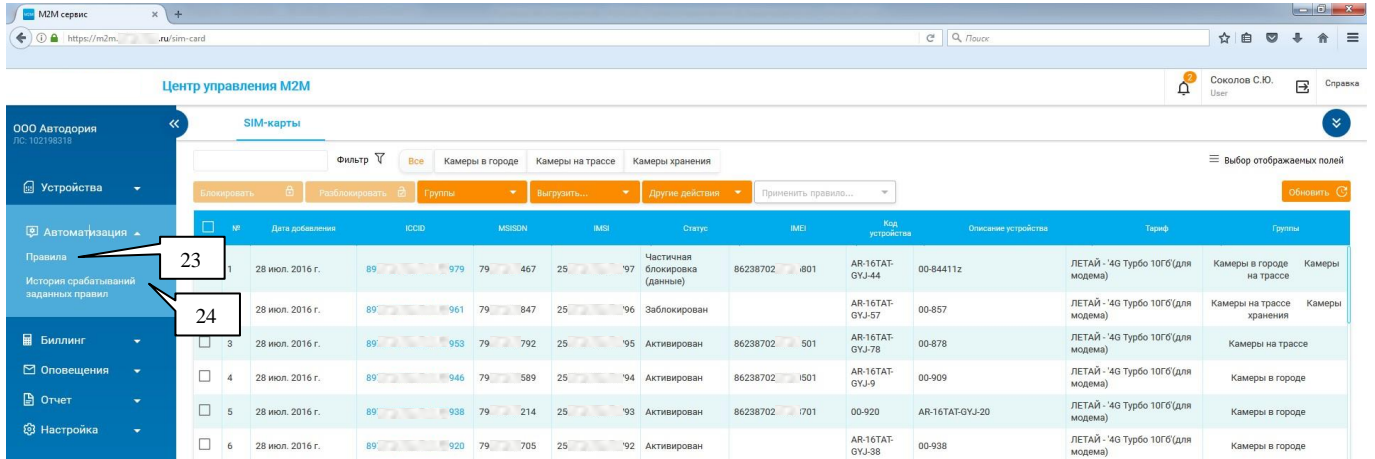 M2M сервис
https://m2m. .ru/sim-card
Поиск
Центр управления M2M
2
Соколов С.Ю.
User
Справка
ООО Автодория
ЛС: 102198318
SIM-карты
Фильтр Все Камеры в городе Камеры на трассе Камеры хранения
Выбор отображаемых полей
Устройства
Блокировать Разблокировать Группы Выгрузить... Другие действия Применить правило... Обновить
Автоматизация
Правила
История срабатываний
заданных правил
23
24
Биллинг
Оповещения
Отчет
Настройка
№ Дата добавления ICCID MSISDN IMSI Статус IMEI Код устройства Описание устройства Тариф Группы
1 28 июл. 2016 г. 89 979 79 467 25 '97 Частичная блокировка (данные) 86238702 801 AR-16TAT-GYJ-44 00-84411z ЛЕТАЙ - '4G Турбо 10Гб'(для модема) Камеры в городе Камеры на трассе
28 июл. 2016 г. 89 961 79 847 25 '96 Заблокирован AR-16TAT-GYJ-57 00-857 ЛЕТАЙ - '4G Турбо 10Гб'(для модема) Камеры на трассе Камеры хранения
3 28 июл. 2016 г. 89 953 79 792 25 '95 Активирован 86238702 501 AR-16TAT-GYJ-78 00-878 ЛЕТАЙ - '4G Турбо 10Гб'(для модема) Камеры на трассе
4 28 июл. 2016 г. 89 946 79 589 25 '94 Активирован 86238702 501 AR-16TAT-GYJ-9 00-909 ЛЕТАЙ - '4G Турбо 10Гб'(для модема) Камеры в городе
5 28 июл. 2016 г. 89 938 79 214 25 '93 Активирован 86238702 701 00-920 AR-16TAT-GYJ-20 ЛЕТАЙ - '4G Турбо 10Гб'(для модема) Камеры в городе
6 28 июл. 2016 г. 89 920 79 705 25 '92 Активирован AR-16TAT-GYJ-38 00-938 ЛЕТАЙ - '4G Турбо 10Гб'(для модема) Камеры в городе